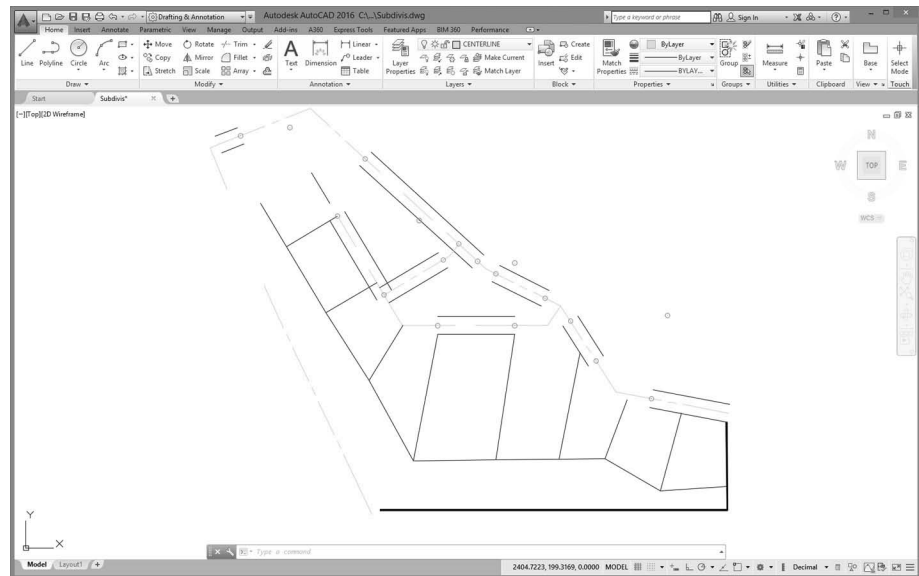 Drafting & Annotation Autodesk AutoCAD 2016 C:\...\Subdivis.dwg Type a keyword or phrase Sign In
Home Insert Annotate Parametric View Manage Output Add-ins A360 Express Tools Featured Apps BIM 360 Performance
Line Polyline Circle Arc
Move Rotate Trim
Copy Mirror Fillet
Stretch Scale Array
Text Dimension
Linear
Leader
Table
Layer Properties
CENTERLINE
Make Current
Match Layer
Insert
Create
Edit
Match Properties
ByLayer
ByLayer
BYLAY...
Group Measure Paste Base Select Mode
Draw Modify Annotation Layers Block Properties Groups Utilities Clipboard View Touch
Start Subdivis*
[-][Top][2D Wireframe]
N
W TOP E
S
WCS
Y
X
Type a command
Model Layout1 + 2404.7223, 199.3169, 0.0000 MODEL Decimal